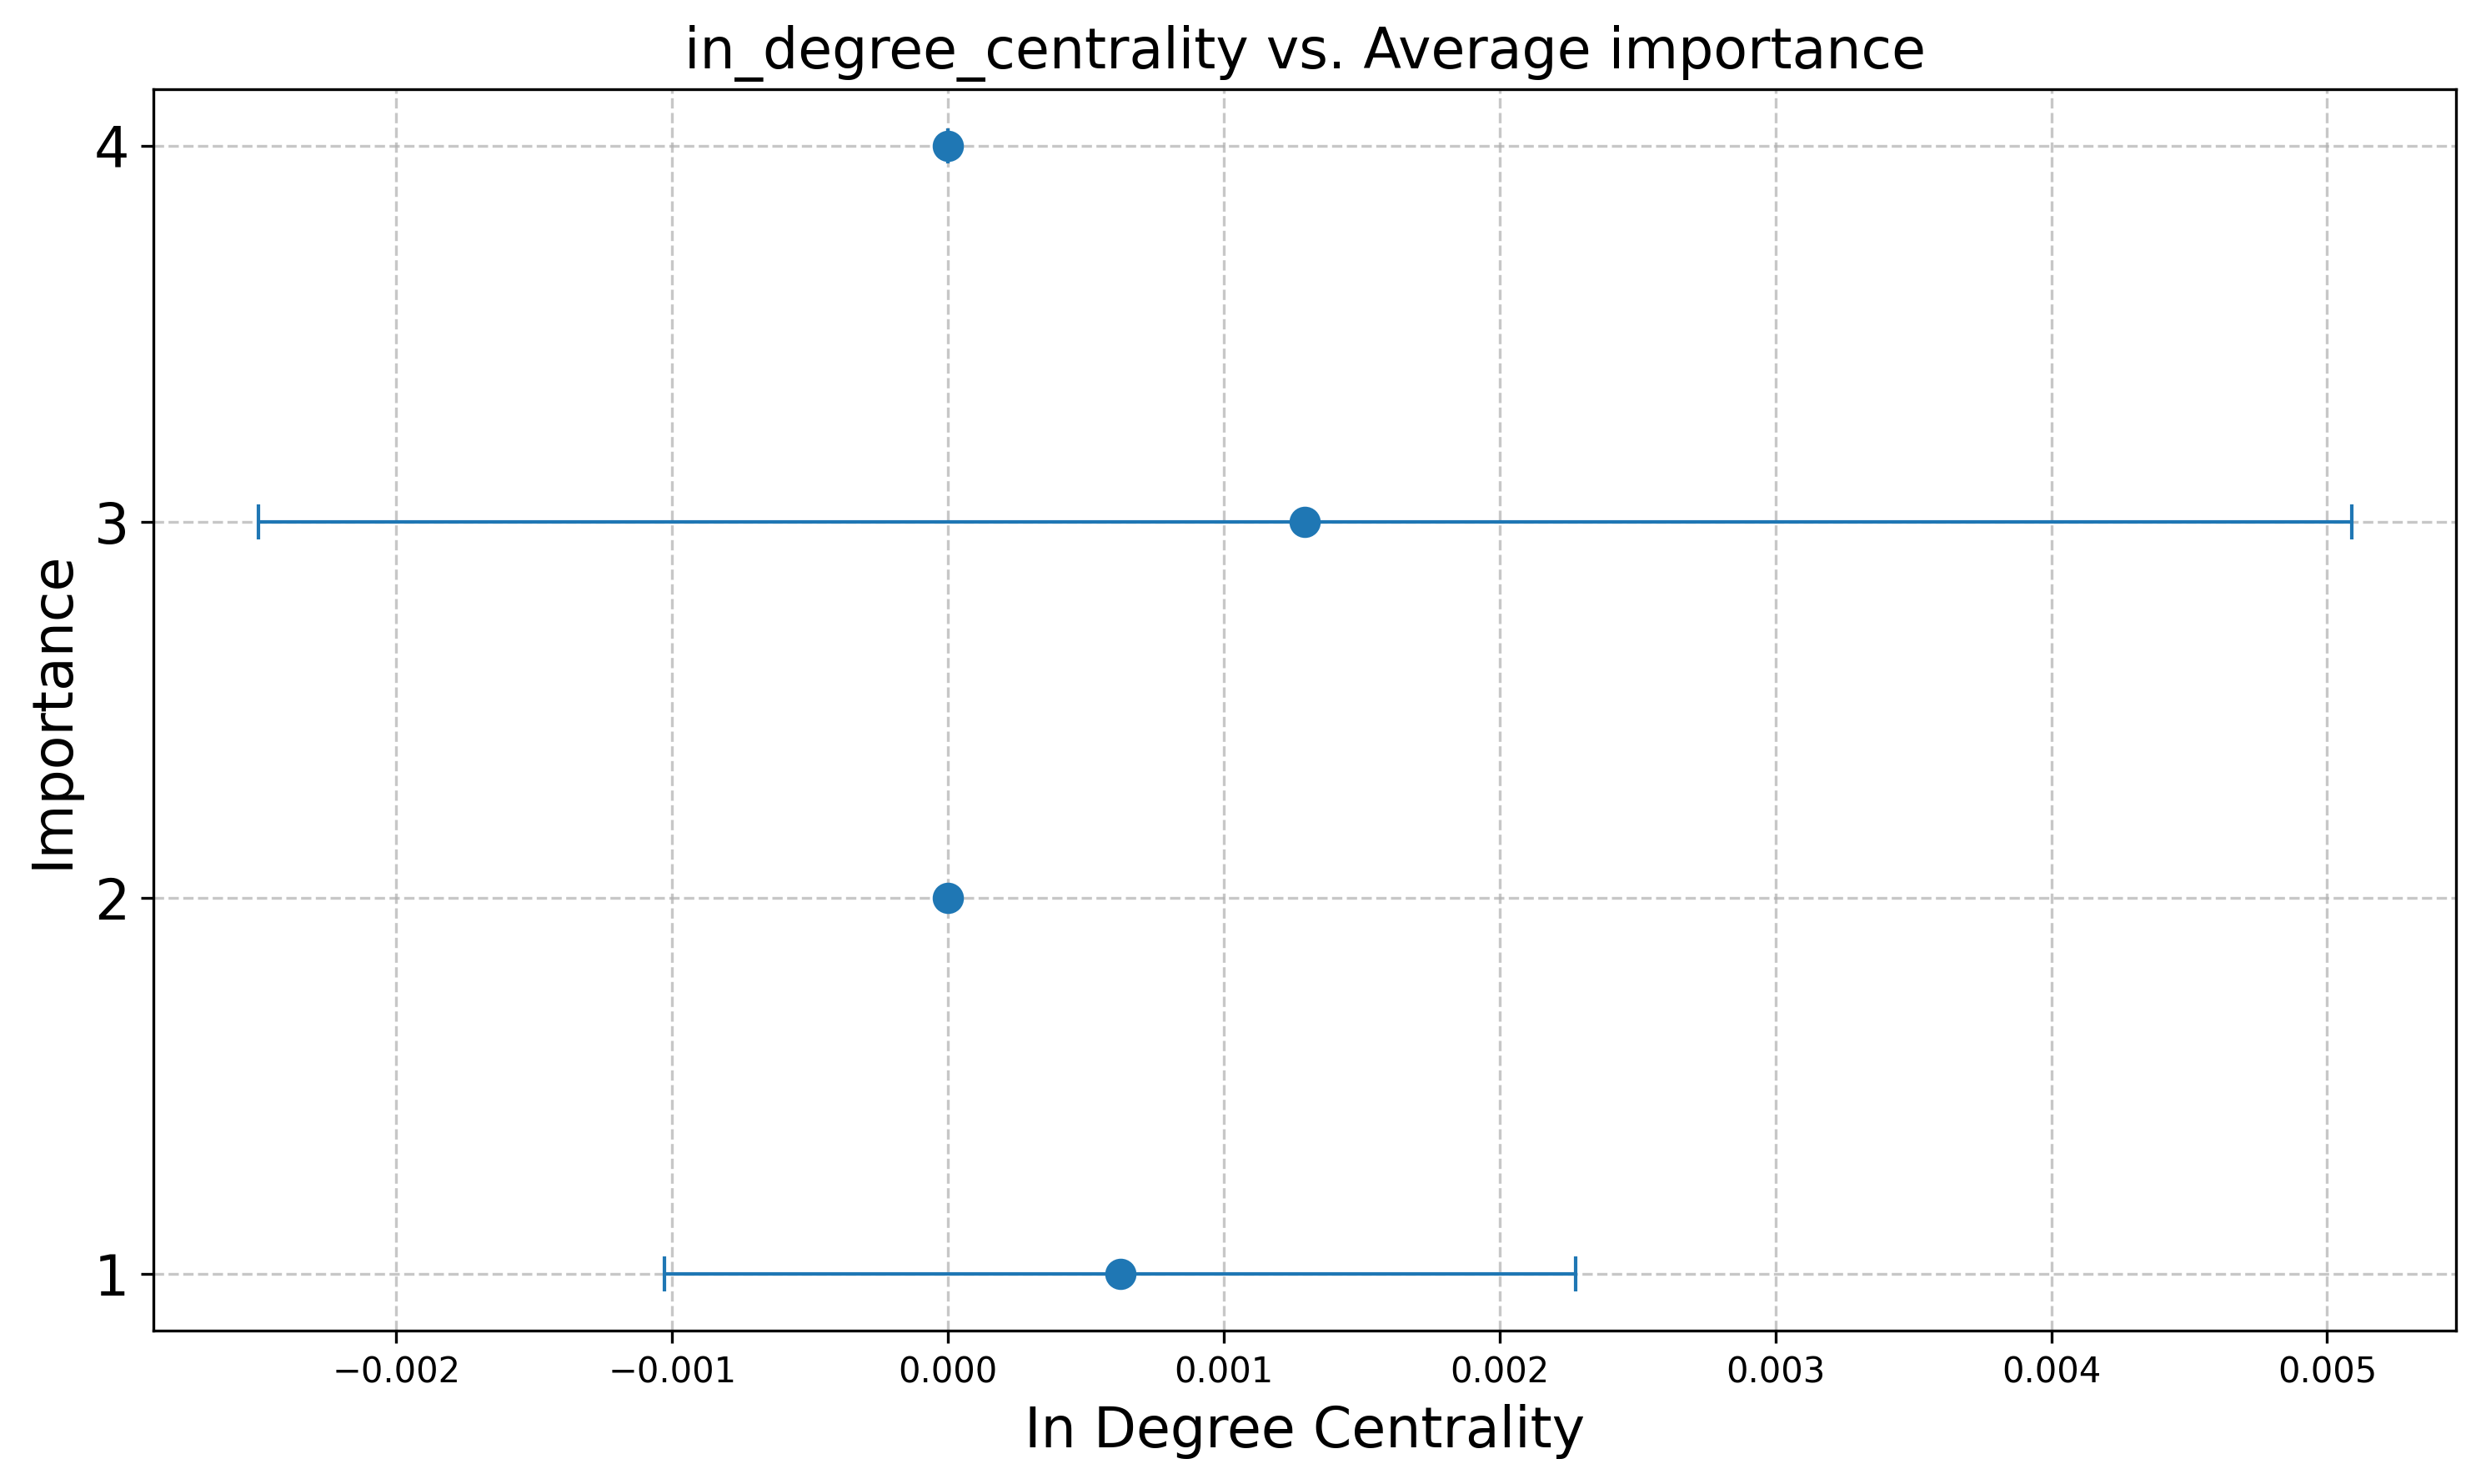 in_degree_centrality vs. Average importance
4
3
2
1
Importance
−0.002 −0.001 0.000 0.001 0.002 0.003 0.004 0.005
In Degree Centrality